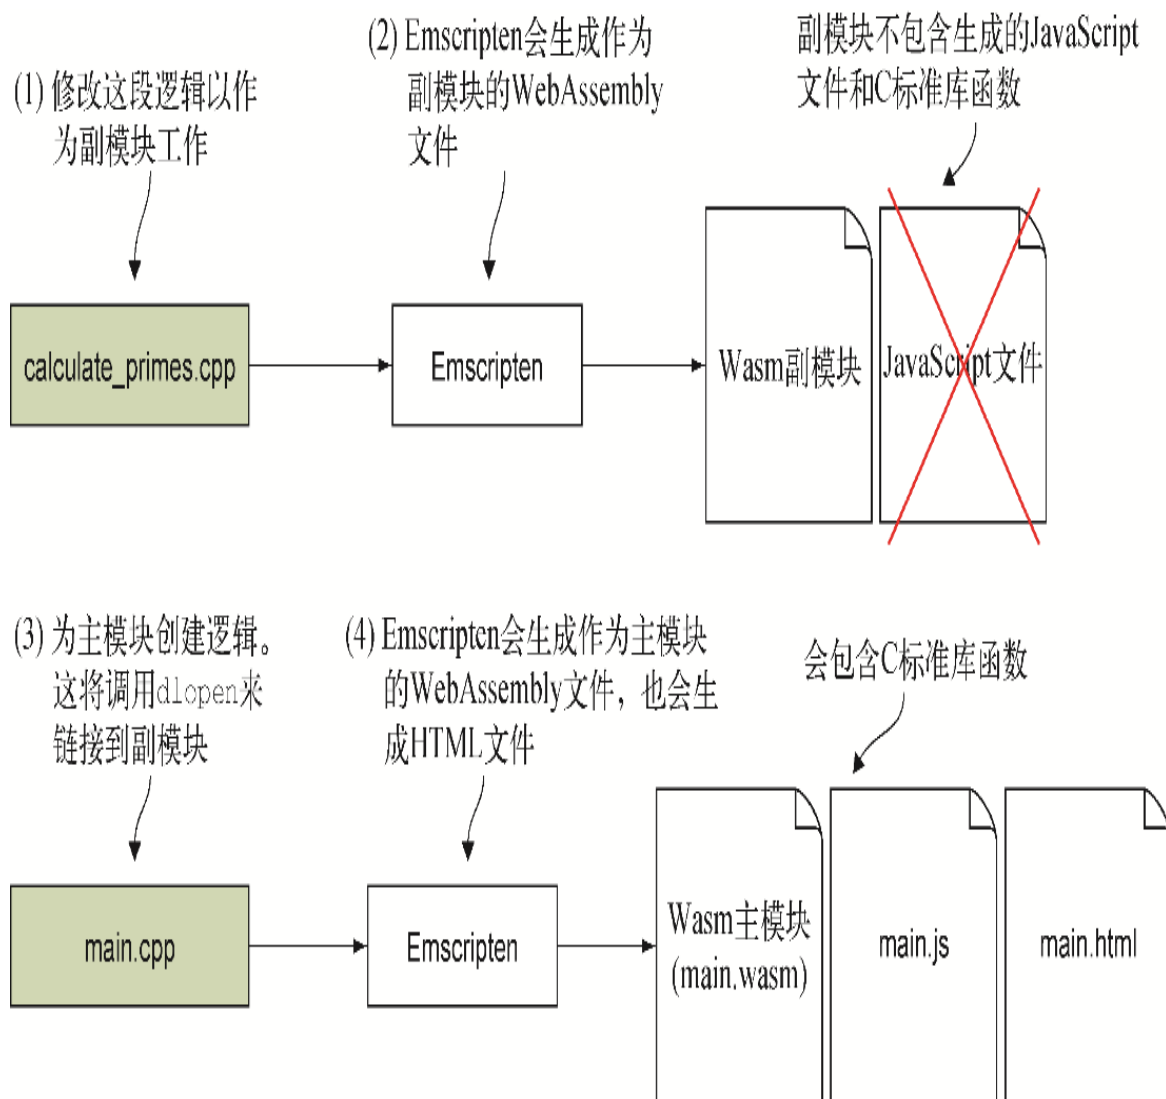 (1) 修改这段逻辑以作
为副模块工作
(2) Emscripten会生成作为
副模块的WebAssembly
文件
副模块不包含生成的JavaScript
文件和C标准库函数
calculate_primes.cpp
Emscripten
Wasm副模块
JavaScript文件
(3) 为主模块创建逻辑。
这将调用dlopen来
链接到副模块
(4) Emscripten会生成作为主模块
的WebAssembly文件，也会生
成HTML文件
会包含C标准库函数
main.cpp
Emscripten
Wasm主模块
(main.wasm)
main.js
main.html